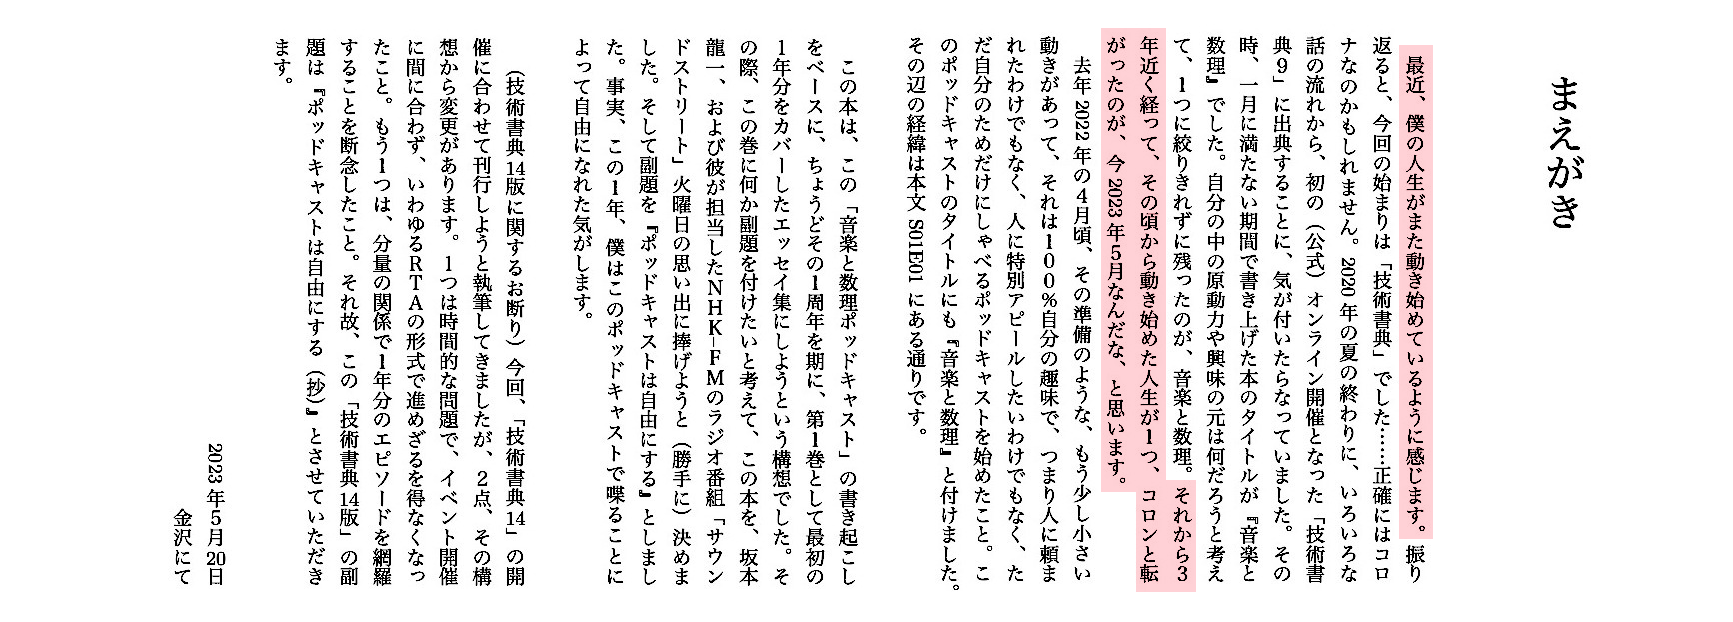 まえがき
最近、僕の人生がまた動き始めているように感じます。振り
返ると、今回の始まりは「技術書典」でした……正確にはコロ
ナなのかもしれません。2020年の夏の終わりに、いろいろな
話の流れから、初の（公式）オンライン開催となった「技術書
典９」に出典することに、気が付いたらなっていました。その
時、一月に満たない期間で書き上げた本のタイトルが『音楽と
数理』でした。自分の中の原動力や興味の元は何だろうと考え
て、１つに絞りきれずに残ったのが、音楽と数理。それから３
年近く経って、その頃から動き始めた人生が１つ、コロンと転
がったのが、今2023年５月なんだな、と思います。
去年2022年の４月頃、その準備のような、もう少し小さい
動きがあって、それは１００％自分の趣味で、つまり人に頼ま
れたわけでもなく、人に特別アピールしたいわけでもなく、た
だ自分のためだけにしゃべるポッドキャストを始めたこと。こ
のポッドキャストのタイトルにも『音楽と数理』と付けました。
その辺の経緯は本文S01E01にある通りです。
この本は、この「音楽と数理ポッドキャスト」の書き起こし
をベースに、ちょうどその１周年を期に、第１巻として最初の
１年分をカバーしたエッセイ集にしようという構想でした。そ
の際、この巻に何か副題を付けたいと考えて、この本を、坂本
龍一、および彼が担当したＮＨＫ−ＦＭのラジオ番組「サウン
ドストリート」火曜日の思い出に捧げようと（勝手に）決めま
した。そして副題を『ポッドキャストは自由にする』としまし
た。事実、この１年、僕はこのポッドキャストで喋ることに
よって自由になれた気がします。
（技術書典14版に関するお断り）今回、「技術書典14」の開
催に合わせて刊行しようと執筆してきましたが、２点、その構
想から変更があります。１つは時間的な問題で、イベント開催
に間に合わず、いわゆるＲＴＡの形式で進めざるを得なくなっ
たこと。もう１つは、分量の関係で１年分のエピソードを網羅
することを断念したこと。それ故、この「技術書典14版」の副
題は『ポッドキャストは自由にする（抄）』とさせていただき
ます。
2023年５月20日
金沢にて